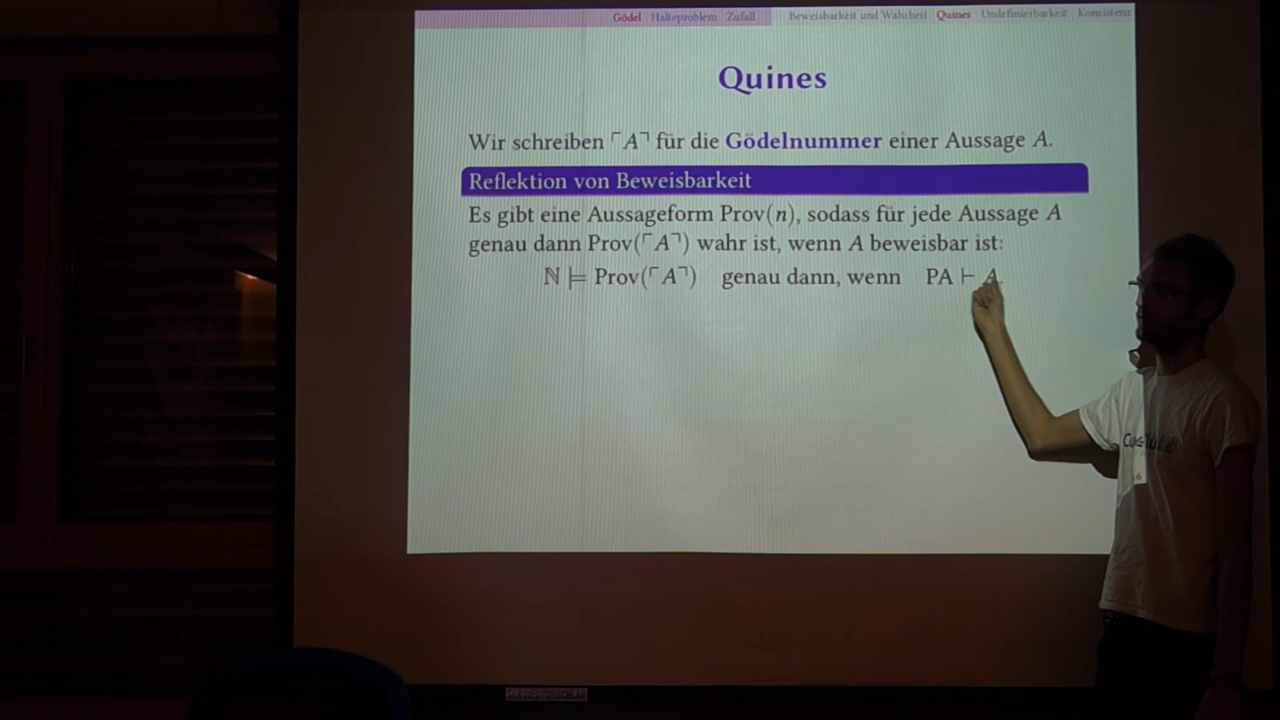 Gödel Halteproblem Zufall Beweisbarkeit und Wahrheit Quines Undefinierbarkeit Konsistenz
Quines
Wir schreiben ⌜A⌝ für die Gödelnummer einer Aussage A.
Reflektion von Beweisbarkeit
Es gibt eine Aussageform Prov(n), sodass für jede Aussage A
genau dann Prov(⌜A⌝) wahr ist, wenn A beweisbar ist:
ℕ ⊨ Prov(⌜A⌝) genau dann, wenn PA ⊢ A